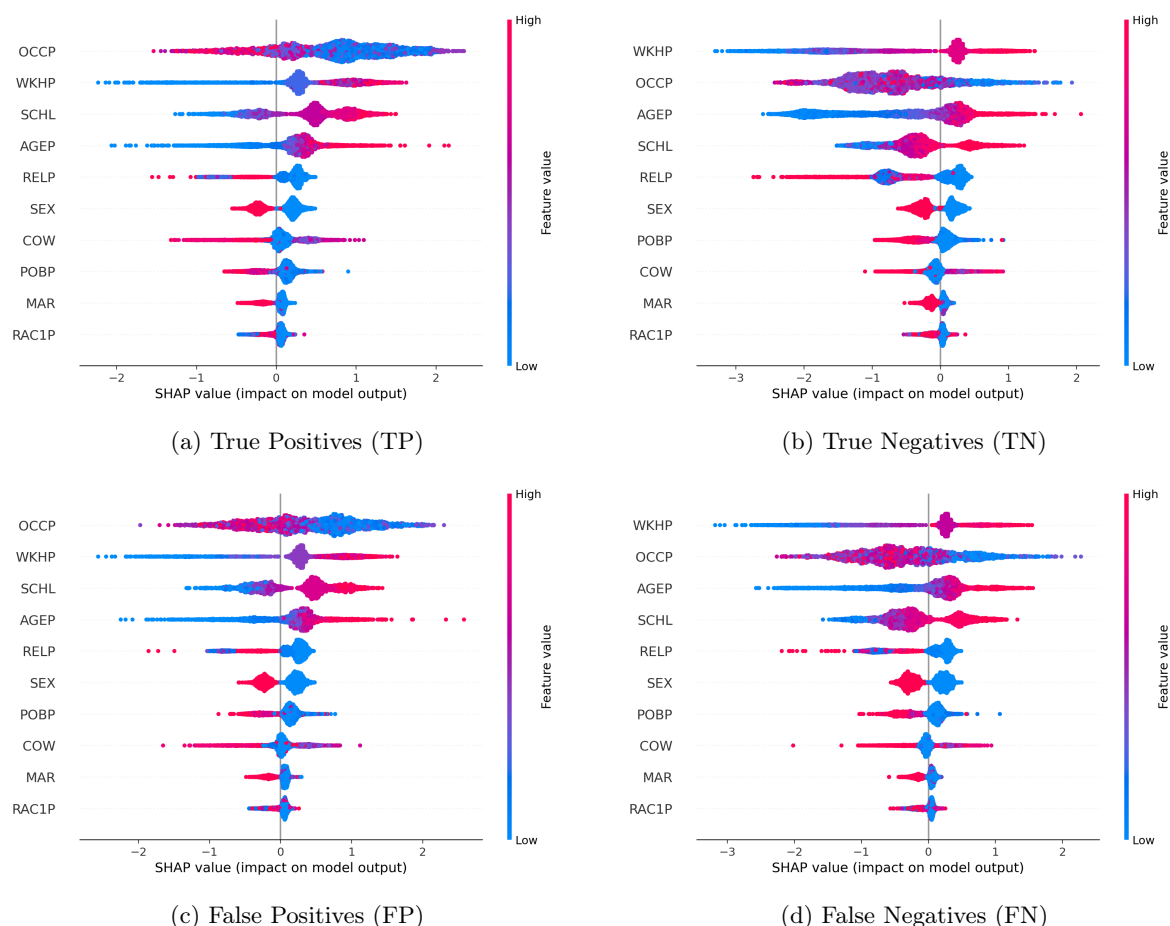 High
OCCP
WKHP
SCHL
AGEP
RELP
SEX
COW
POBP
MAR
RAC1P
Feature value
Low
−2 −1 0 1 2
SHAP value (impact on model output)
(a) True Positives (TP)
High
WKHP
OCCP
AGEP
SCHL
RELP
SEX
POBP
COW
MAR
RAC1P
Feature value
Low
−3 −2 −1 0 1 2
SHAP value (impact on model output)
(b) True Negatives (TN)
High
OCCP
WKHP
SCHL
AGEP
RELP
SEX
POBP
COW
MAR
RAC1P
Feature value
Low
−2 −1 0 1 2
SHAP value (impact on model output)
(c) False Positives (FP)
High
WKHP
OCCP
AGEP
SCHL
RELP
SEX
POBP
COW
MAR
RAC1P
Feature value
Low
−3 −2 −1 0 1 2
SHAP value (impact on model output)
(d) False Negatives (FN)